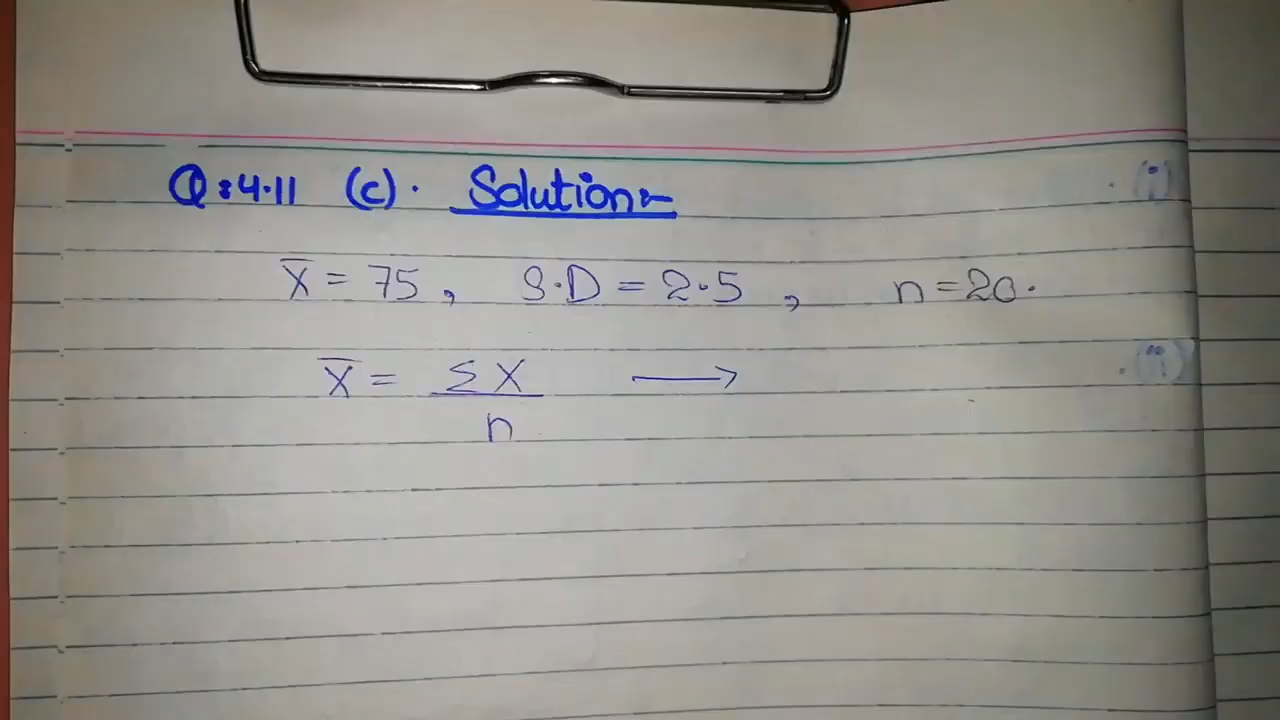 Q:4.11 (c). Solution:-
X̄ = 75, S.D = 2.5, n = 20.
X̄ = ΣX / n →